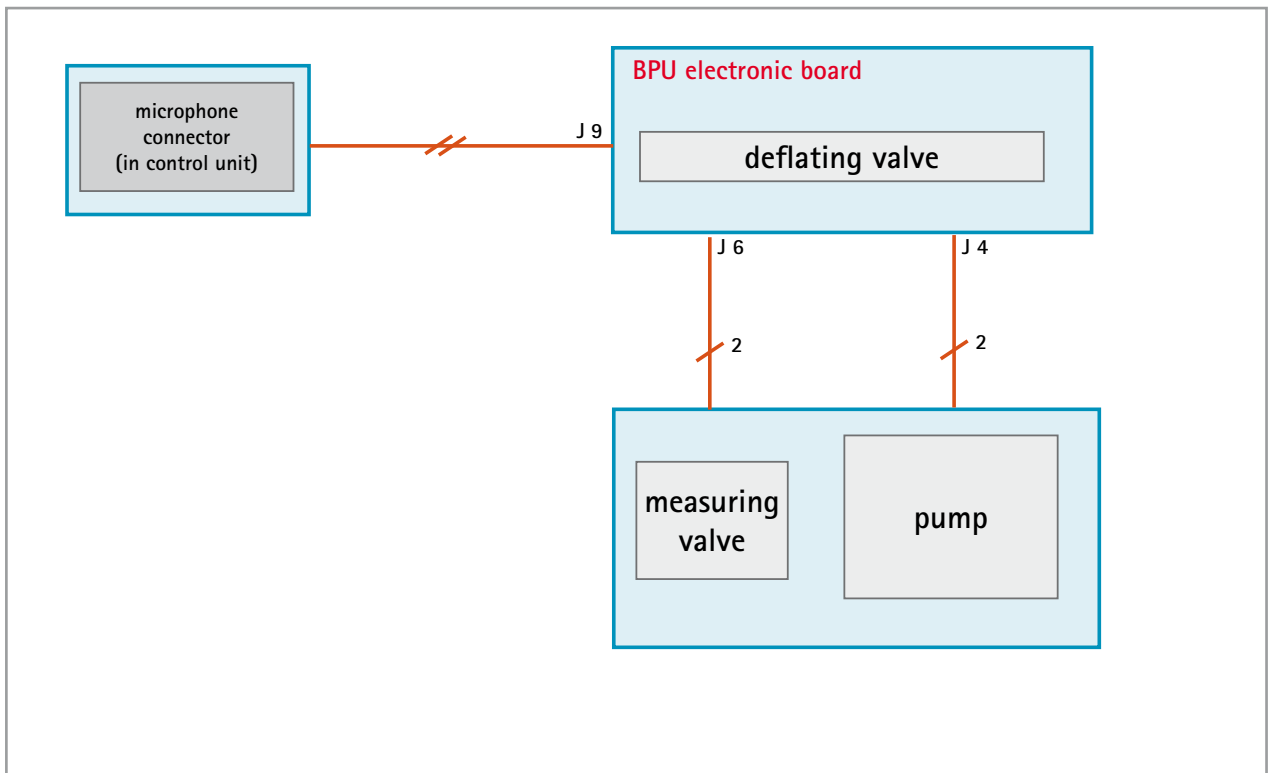 BPU electronic board
microphone
connector
(in control unit)
J 9
deflating valve
J 6
J 4
2
2
measuring
valve
pump